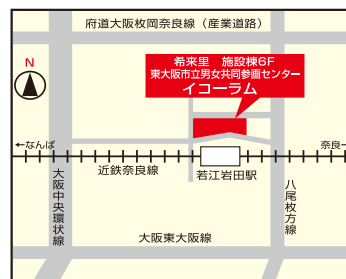 府道大阪枚岡奈良線（産業道路）
N
希来里　施設棟6F
東大阪市立男女共同参画センター
イコーラム
←なんば
奈良→
近鉄奈良線
若江岩田駅
大阪中央環状線
八尾枚方線
大阪東大阪線